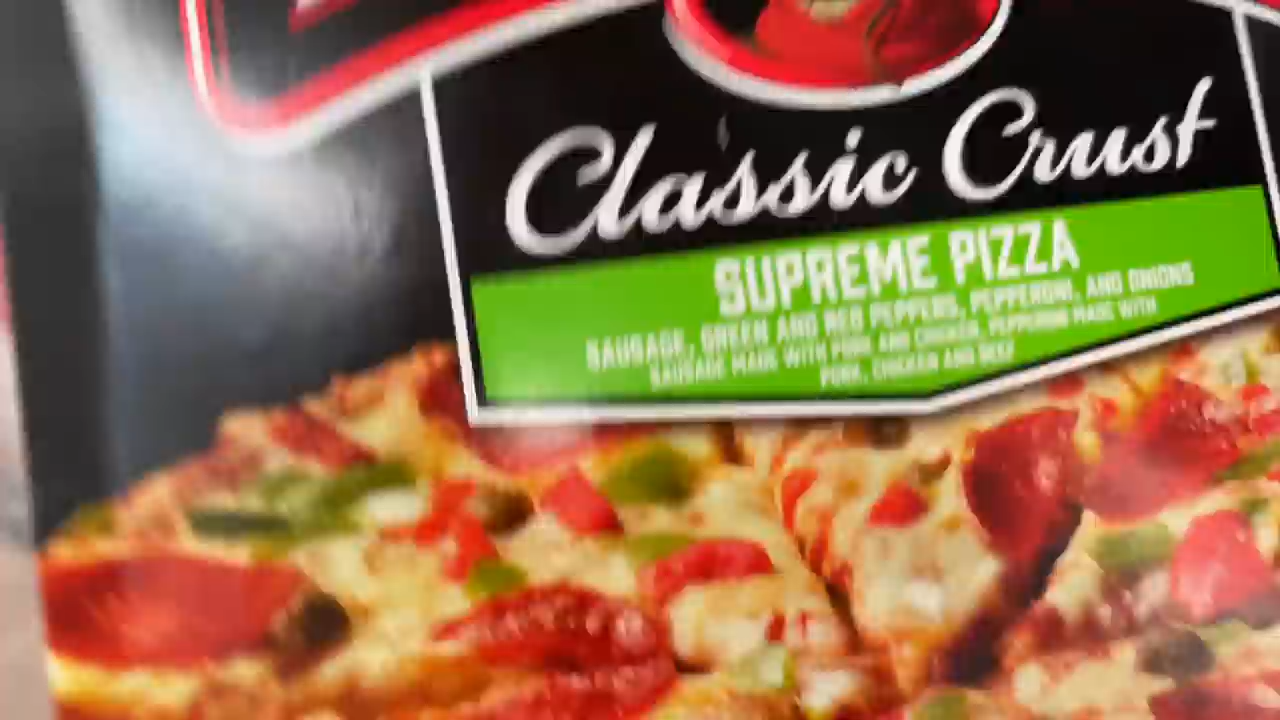 Classic Crust
SUPREME PIZZA
SAUSAGE, GREEN AND RED PEPPERS, PEPPERONI, AND ONIONS
SAUSAGE MADE WITH PORK AND CHICKEN, PEPPERONI MADE WITH
PORK, CHICKEN AND BEEF